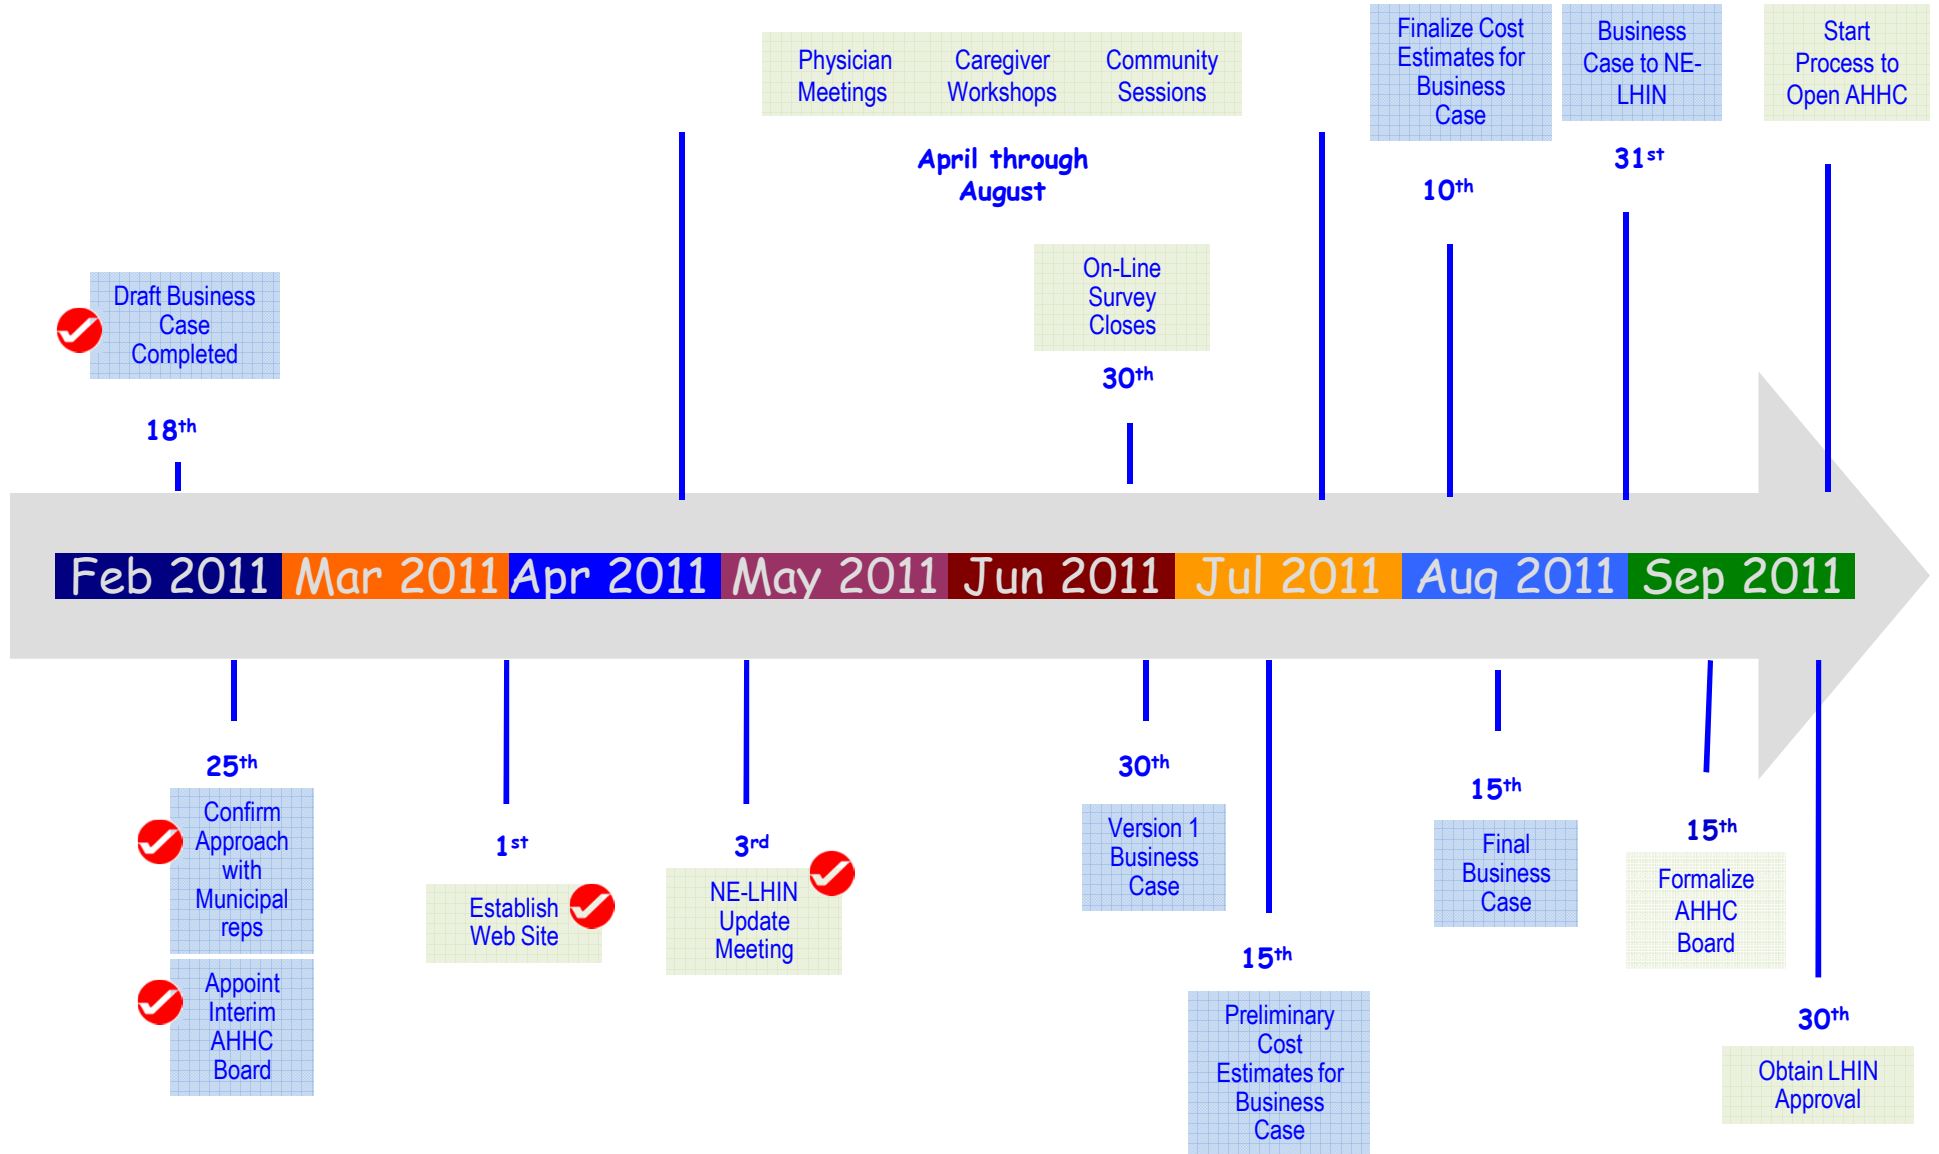 Physician
Meetings
Caregiver
Workshops
Community
Sessions
April through
August
Finalize Cost
Estimates for
Business
Case
10th
Business
Case to NE-
LHIN
31st
Start
Process to
Open AHHC
On-Line
Survey
Closes
30th
Draft Business
Case
Completed
18th
Feb 2011
Mar 2011
Apr 2011
May 2011
Jun 2011
Jul 2011
Aug 2011
Sep 2011
25th
Confirm
Approach
with
Municipal
reps
Appoint
Interim
AHHC
Board
1st
Establish
Web Site
3rd
NE-LHIN
Update
Meeting
30th
Version 1
Business
Case
15th
Preliminary
Cost
Estimates for
Business
Case
15th
Final
Business
Case
15th
Formalize
AHHC
Board
30th
Obtain LHIN
Approval